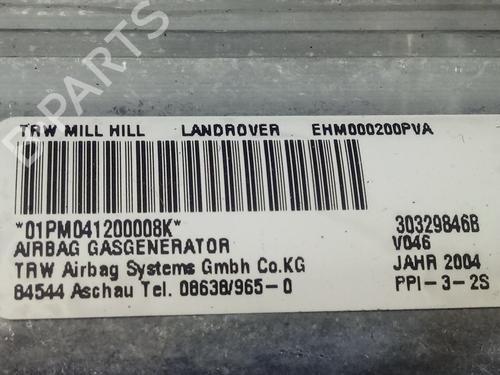 B-PARTS
TRW MILL HILL LANDROVER EHM000200PVA
*01PM041200008K* 30329846B
AIRBAG GASGENERATOR V046
TRW Airbag Systems Gmbh Co.KG JAHR 2004
84544 Aschau Tel. 08638/965-0 PPI-3-2S